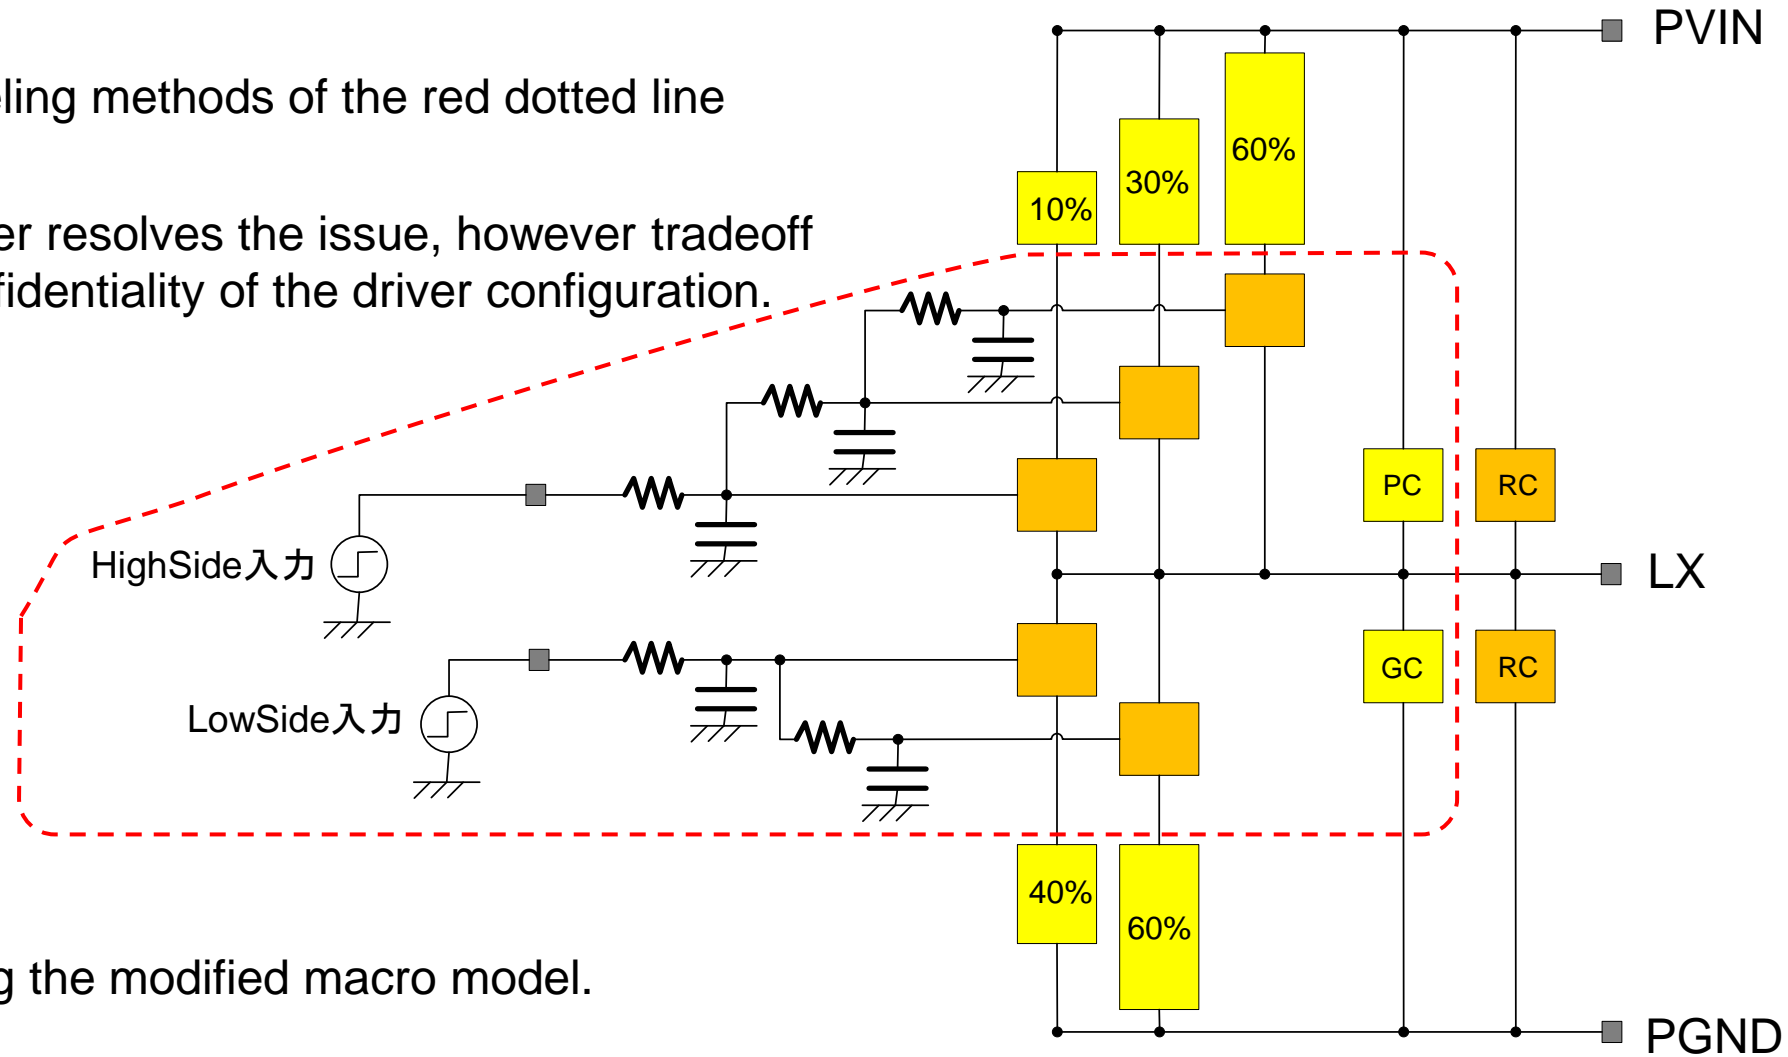 PVIN
eling methods of the red dotted line
60%
30%
10%
er resolves the issue, however tradeoff
fidentiality of the driver configuration.
PC
RC
HighSide入力
LX
GC
RC
LowSide入力
40%
60%
g the modified macro model.
PGND